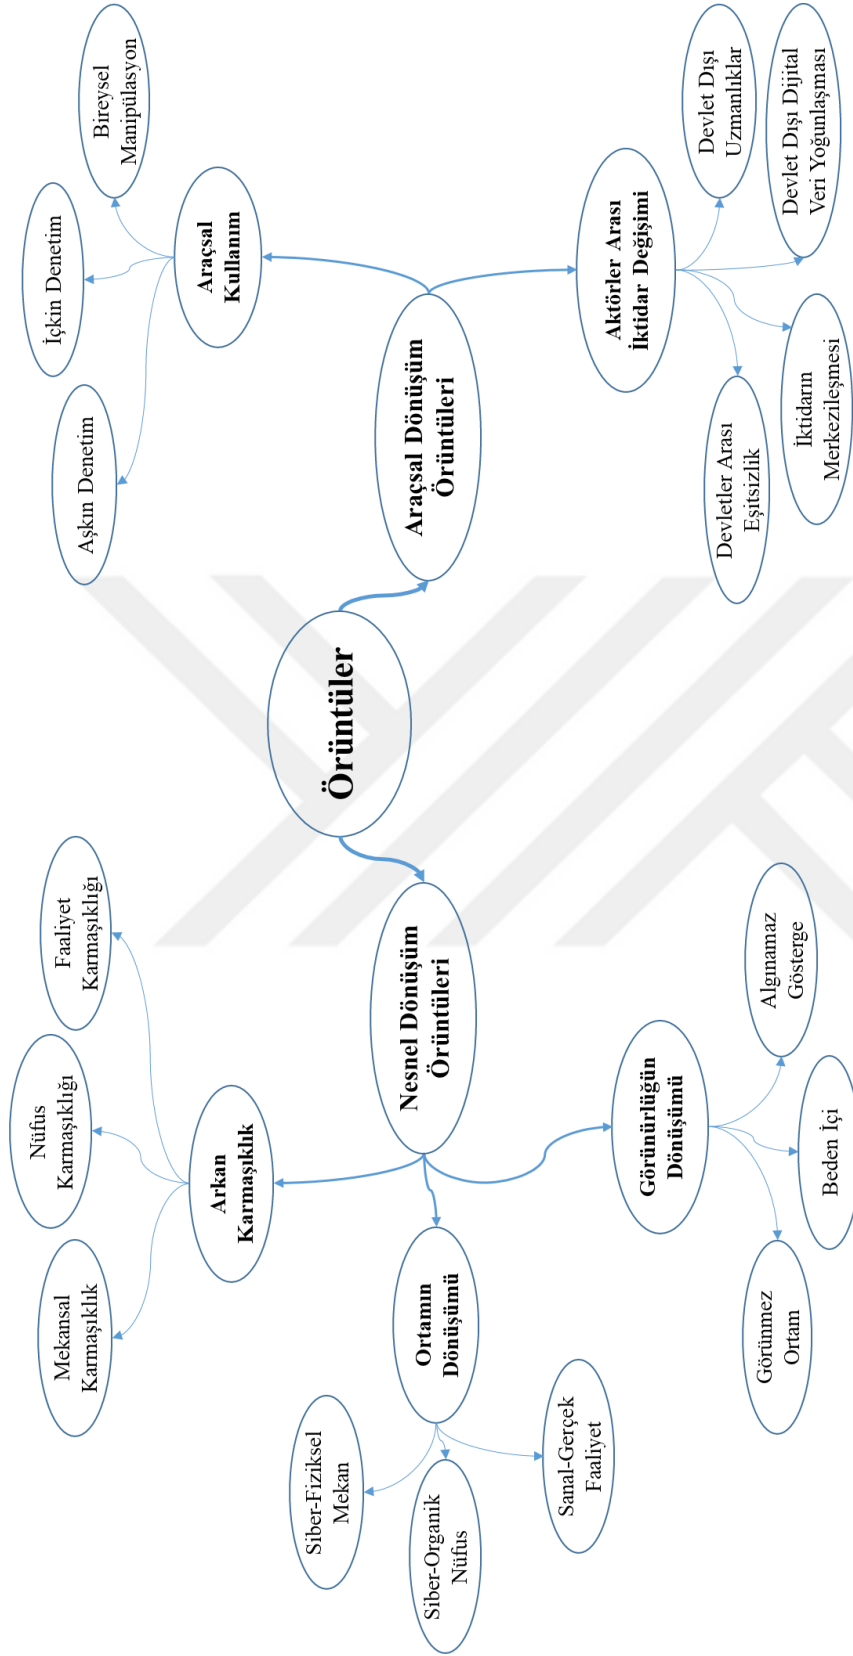 Örüntüler
Nesnel Dönüşüm
Örüntüleri
Arkan
Karmaşıklık
Mekansal
Karmaşıklık
Nüfus
Karmaşıklığı
Faaliyet
Karmaşıklığı
Ortamın
Dönüşümü
Siber-Fiziksel
Mekan
Siber-Organik
Nüfus
Sanal-Gerçek
Faaliyet
Görünürlüğün
Dönüşümü
Görünmez
Ortam
Beden İçi
Algınamaz
Gösterge
Araçsal Dönüşüm
Örüntüleri
Araçsal
Kullanım
Aşkın Denetim
İçkin Denetim
Bireysel
Manipülasyon
Aktörler Arası
İktidar Değişimi
Devletler Arası
Eşitsizlik
İktidarın
Merkezileşmesi
Devlet Dışı Dijital
Veri Yoğunlaşması
Devlet Dışı
Uzmanlıklar